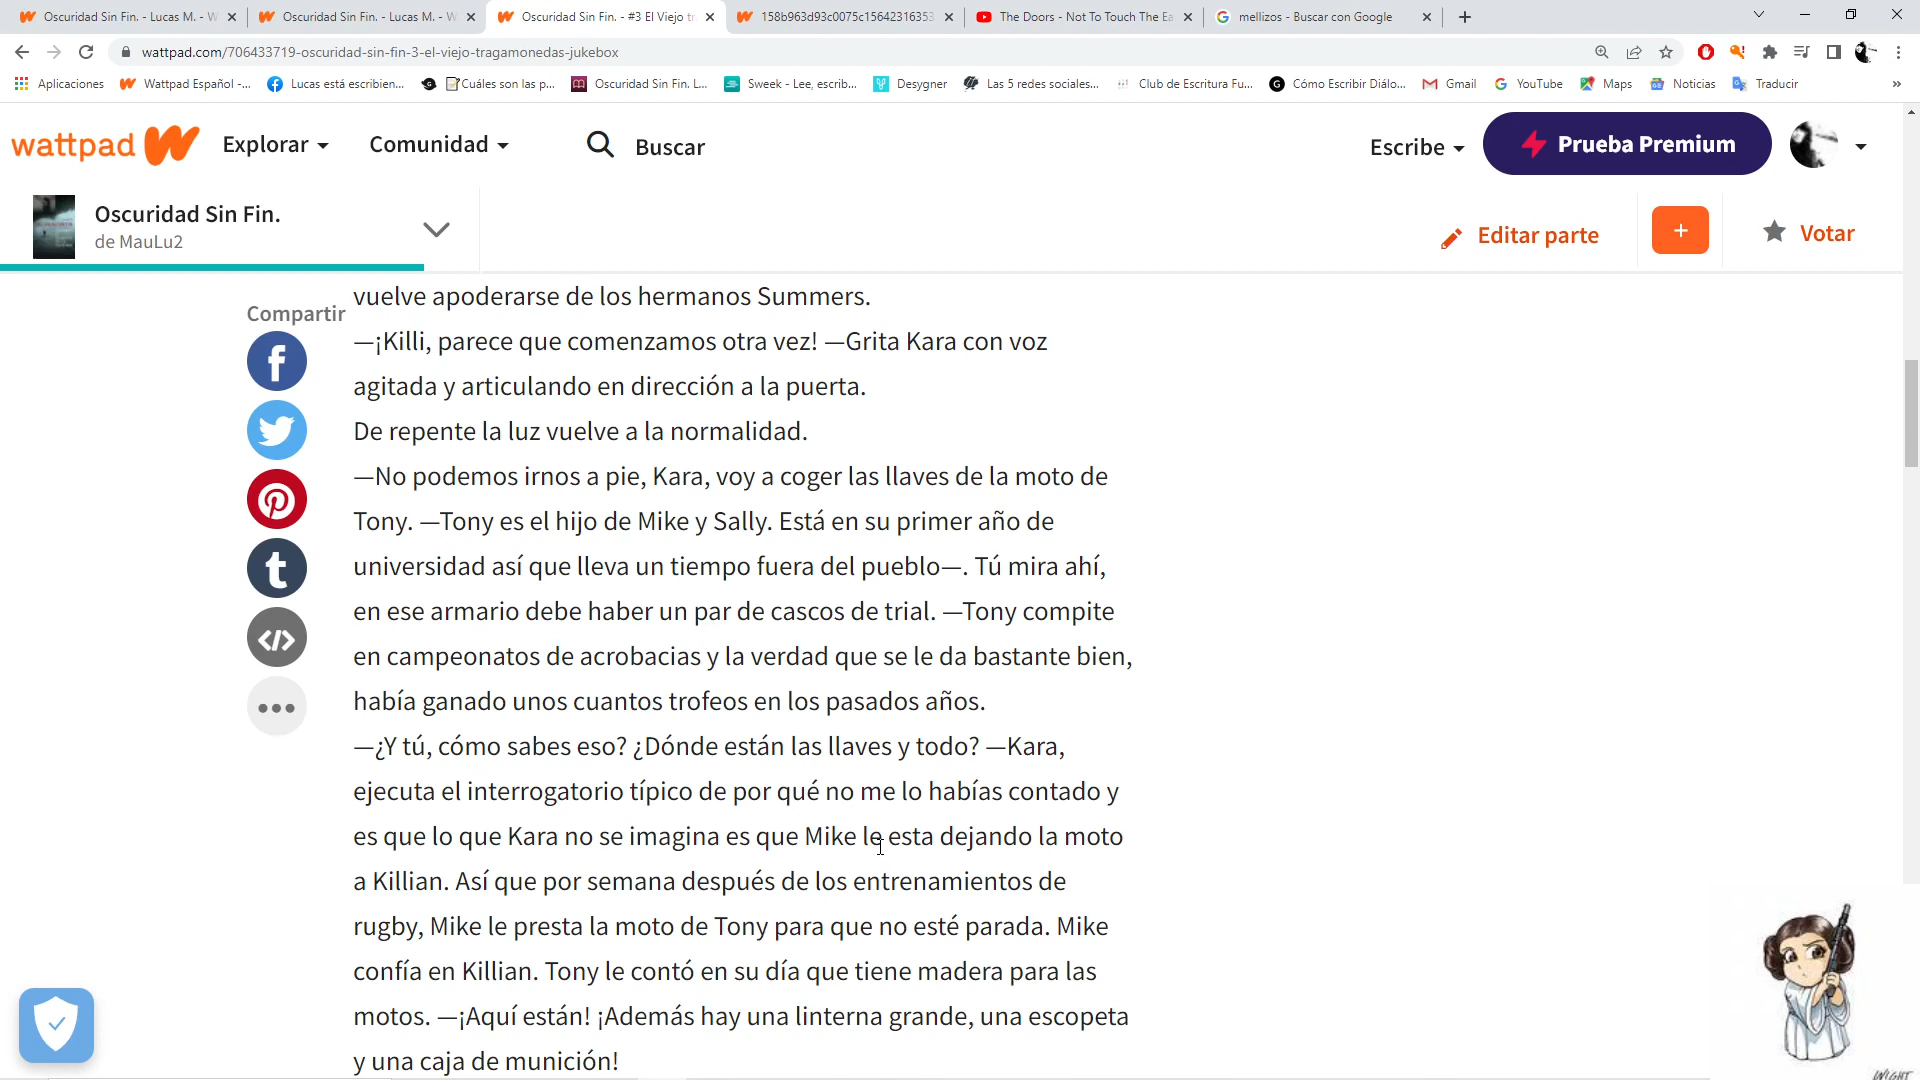 Oscuridad Sin Fin. - Lucas M. - W
Oscuridad Sin Fin. - Lucas M. - W
Oscuridad Sin Fin. - #3 El Viejo tr
158b963d93c0075c15642316353
The Doors - Not To Touch The Ea
mellizos - Buscar con Google
wattpad.com/706433719-oscuridad-sin-fin-3-el-viejo-tragamonedas-jukebox
Aplicaciones
Wattpad Español -...
Lucas está escribien...
Cuáles son las p...
Oscuridad Sin Fin. L...
Sweek - Lee, escrib...
Desygner
Las 5 redes sociales...
Club de Escritura Fu...
Cómo Escribir Diálo...
Gmail
YouTube
Maps
Noticias
Traducir
»
wattpad
Explorar
Comunidad
Buscar
Escribe
Prueba Premium
Oscuridad Sin Fin.
de MauLu2
Editar parte
+
Votar
Compartir
vuelve apoderarse de los hermanos Summers.
—¡Killi, parece que comenzamos otra vez! —Grita Kara con voz
agitada y articulando en dirección a la puerta.
De repente la luz vuelve a la normalidad.
—No podemos irnos a pie, Kara, voy a coger las llaves de la moto de
Tony. —Tony es el hijo de Mike y Sally. Está en su primer año de
universidad así que lleva un tiempo fuera del pueblo—. Tú mira ahí,
en ese armario debe haber un par de cascos de trial. —Tony compite
en campeonatos de acrobacias y la verdad que se le da bastante bien,
había ganado unos cuantos trofeos en los pasados años.
—¿Y tú, cómo sabes eso? ¿Dónde están las llaves y todo? —Kara,
ejecuta el interrogatorio típico de por qué no me lo habías contado y
es que lo que Kara no se imagina es que Mike le esta dejando la moto
a Killian. Así que por semana después de los entrenamientos de
rugby, Mike le presta la moto de Tony para que no esté parada. Mike
confía en Killian. Tony le contó en su día que tiene madera para las
motos. —¡Aquí están! ¡Además hay una linterna grande, una escopeta
y una caja de munición!
WIGHT